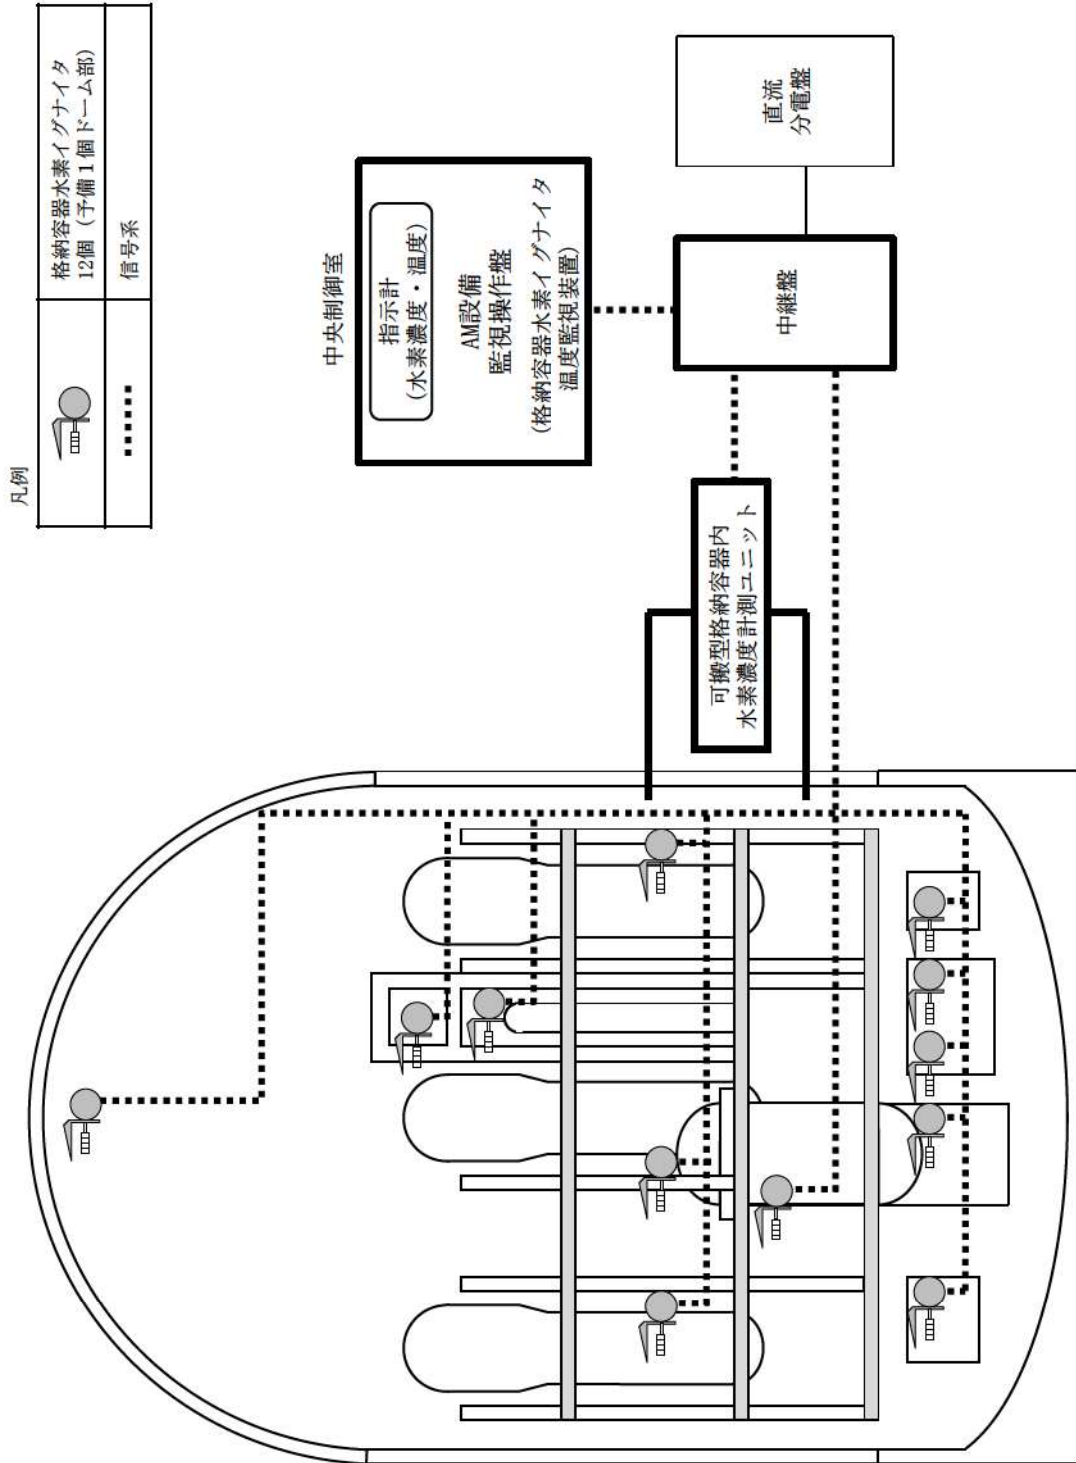 凡例
格納容器水素イグナイタ
12個（予備１個ドーム部）
信号系
中央制御室
指示計
（水素濃度・温度）
AM設備
監視操作盤
（格納容器水素イグナイタ
温度監視装置）
直流
分電盤
中継盤
可搬型格納容器内
水素濃度計測ユニット